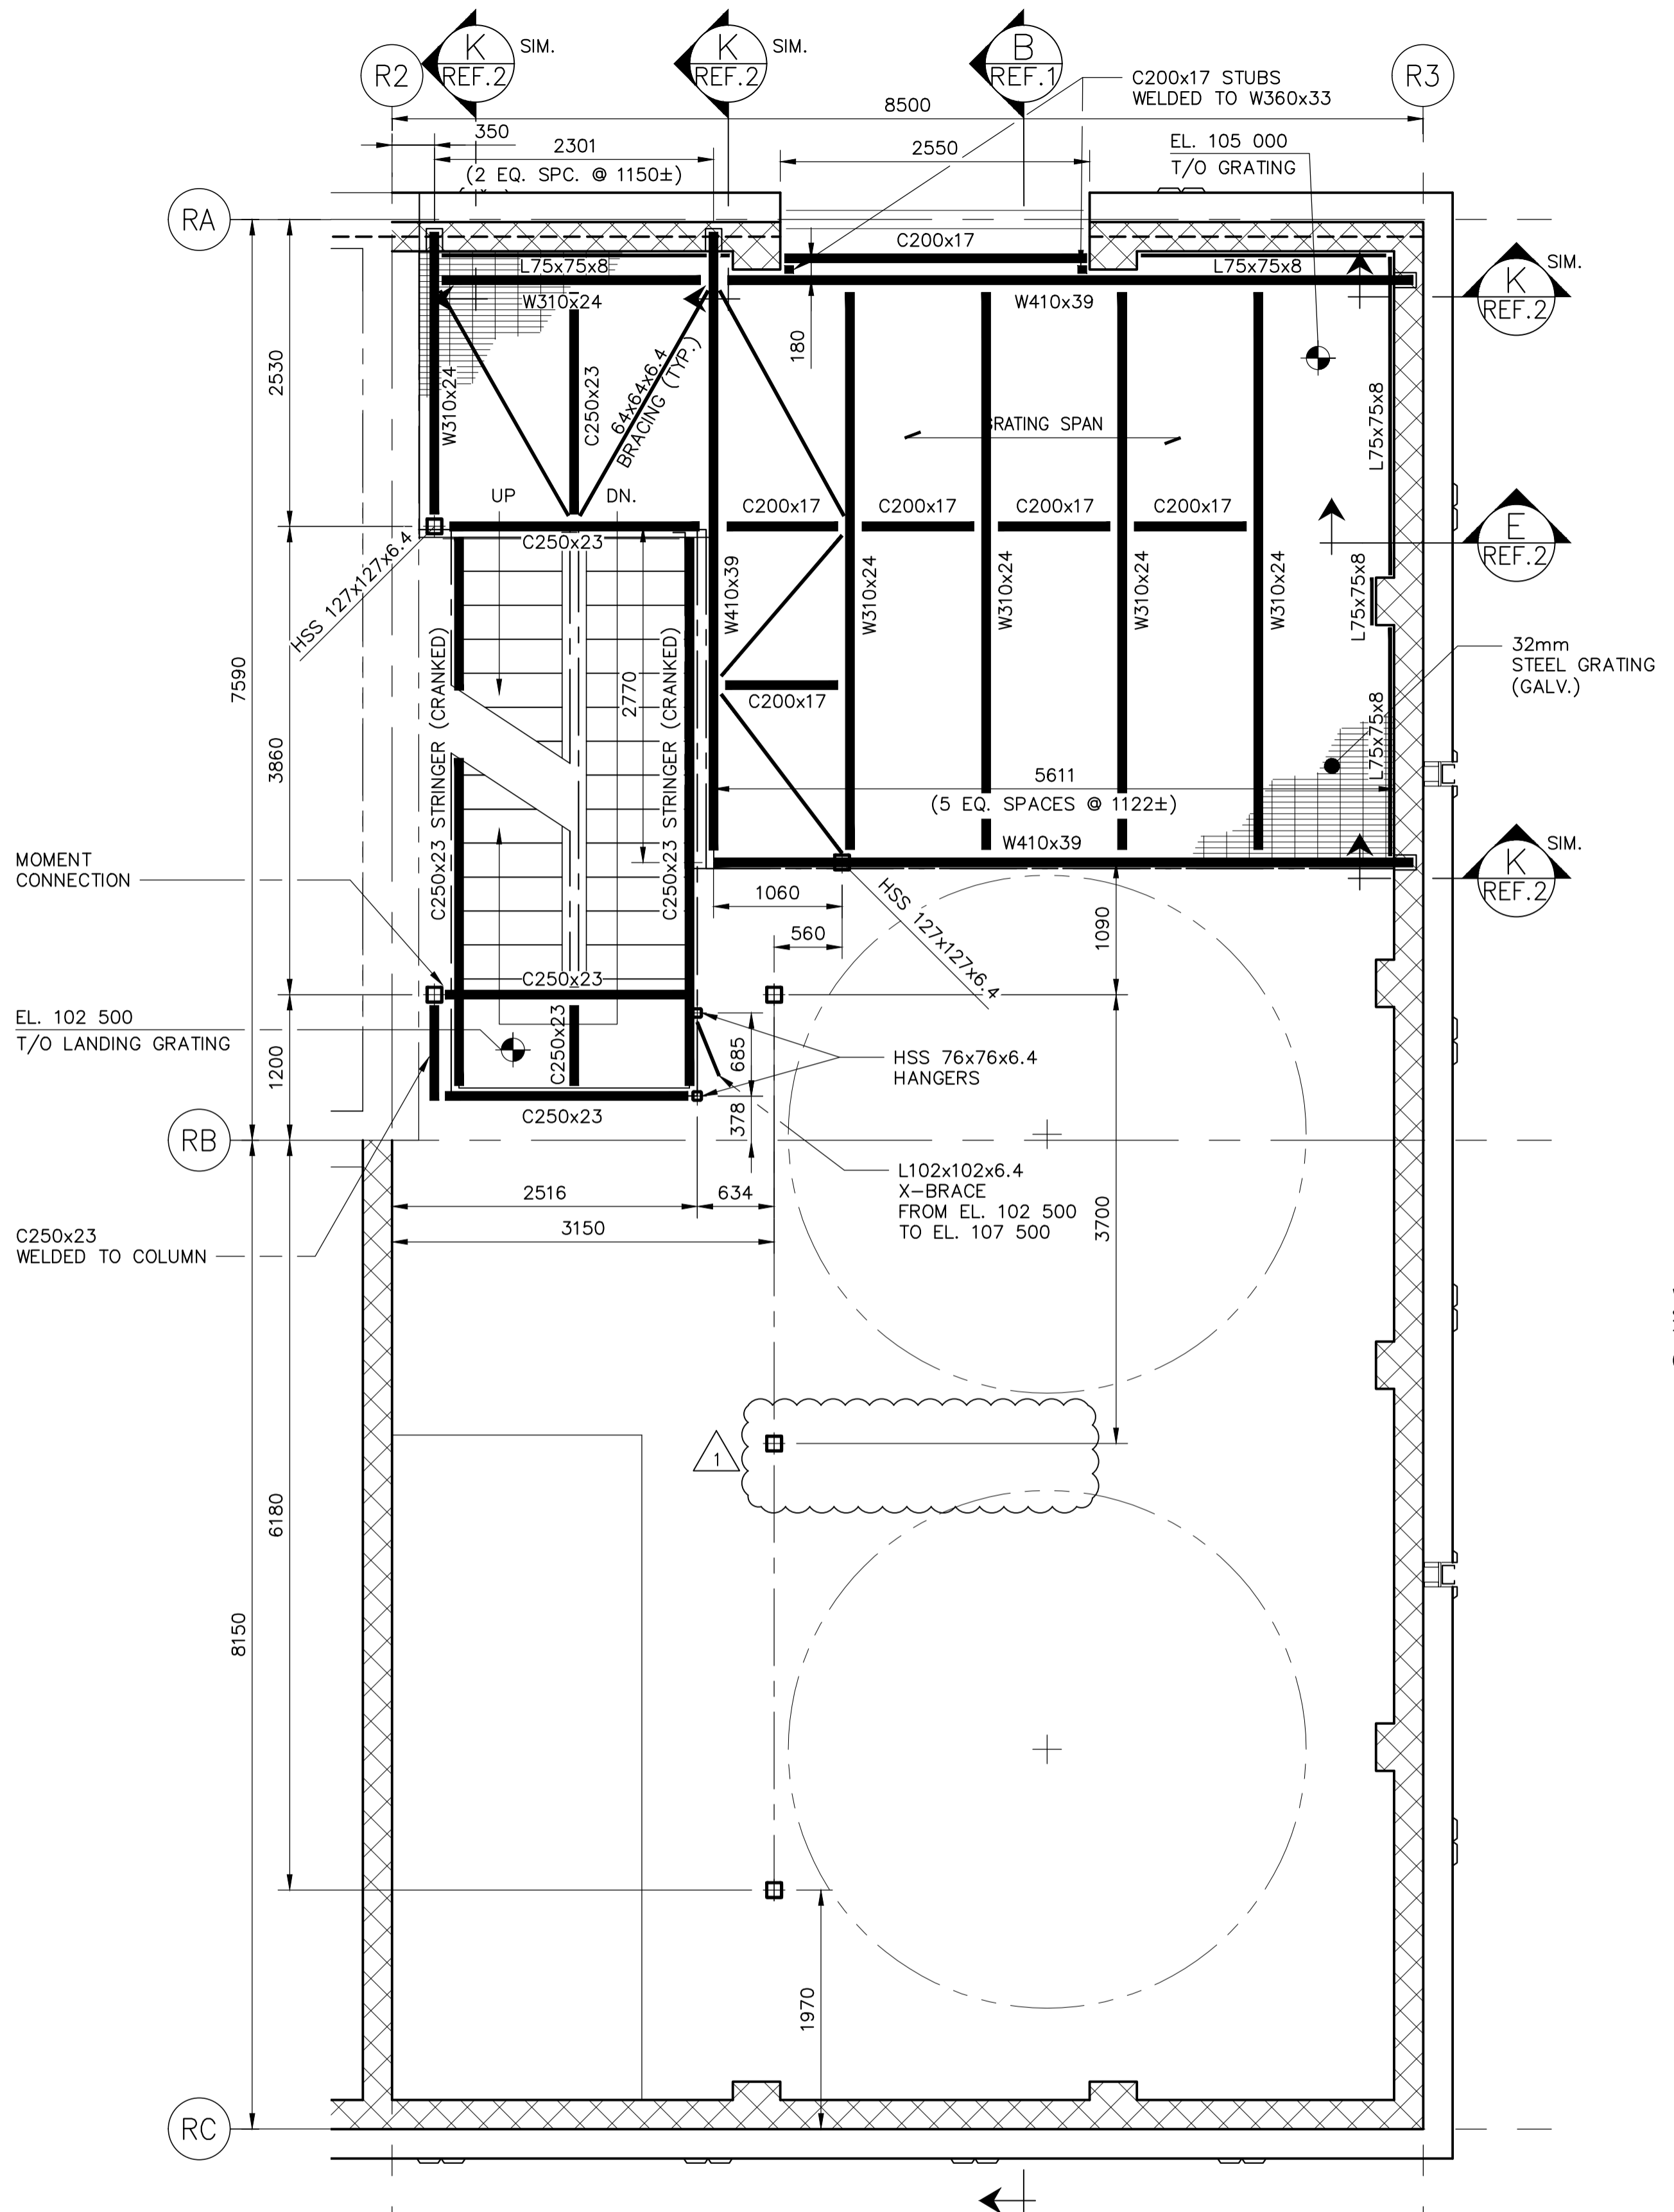 K
REF.2
SIM.
K
REF.2
SIM.
B
REF.1
R2
R3
C200x17 STUBS
WELDED TO W360x33
8500
350
2301
(2 EQ. SPC. @ 1150±)
2550
EL. 105 000
T/O GRATING
RA
C200x17
L75x75x8
L75x75x8
W310x24
W410x39
K
REF.2
SIM.
180
2530
W310x24
C250x23
64x64x6.4
BRACING (TYP.)
GRATING SPAN
L75x75x8
UP
DN.
C200x17
C200x17
C200x17
C200x17
C250x23
HSS 127x127x6.4
E
REF.2
W410x39
W310x24
W310x24
W310x24
W310x24
L75x75x8
32mm
STEEL GRATING
(GALV.)
7590
3860
C250x23 STRINGER (CRANKED)
2770
C250x23 STRINGER (CRANKED)
C200x17
L75x75x8
5611
(5 EQ. SPACES @ 1122±)
W410x39
K
REF.2
SIM.
MOMENT
CONNECTION
1060
HSS 127x127x6.4
560
1090
C250x23
EL. 102 500
T/O LANDING GRATING
1200
C250x23
685
HSS 76x76x6.4
HANGERS
C250x23
378
RB
L102x102x6.4
X-BRACE
FROM EL. 102 500
TO EL. 107 500
2516
634
3150
3700
C250x23
WELDED TO COLUMN
1
6180
8150
1970
RC